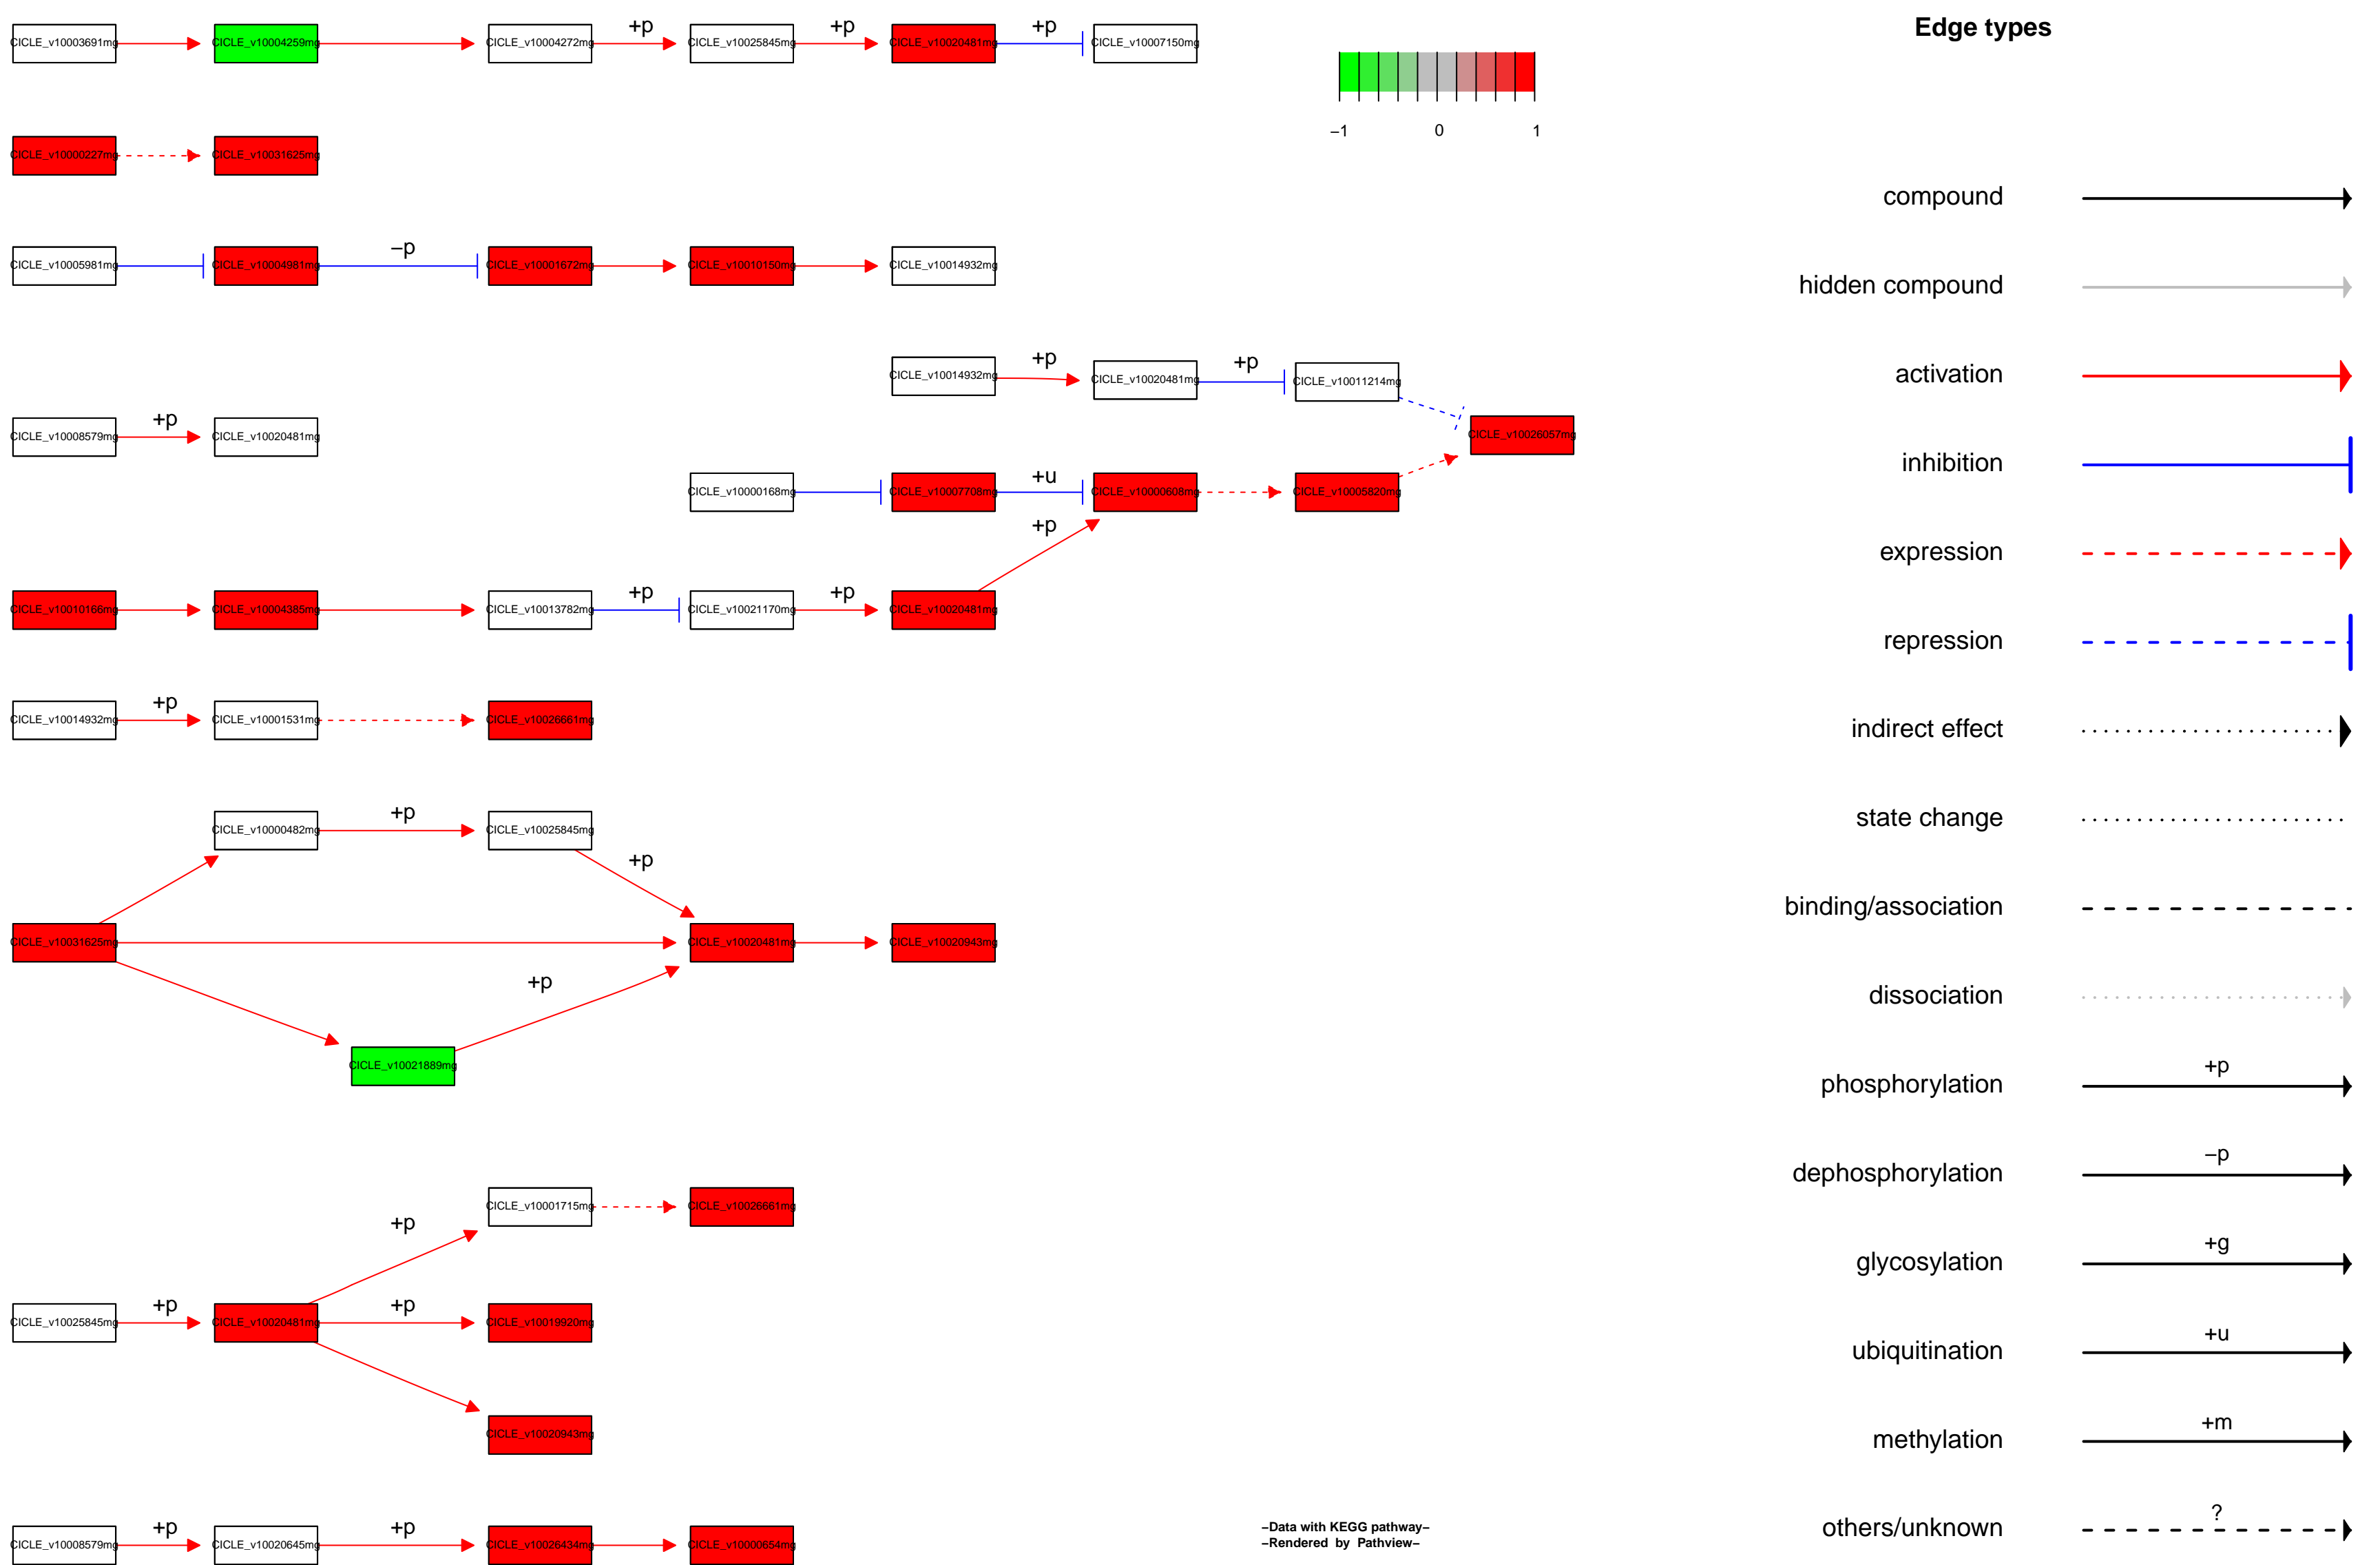 Edge types
+p +p +p
CICLE_v10003691mg CICLE_v10004259mg CICLE_v10004272mg CICLE_v10025845mg CICLE_v10020481mg CICLE_v10007150mg
−1 0 1
CICLE_v10000227mg CICLE_v10031625mg
compound
−p
CICLE_v10005981mg CICLE_v10004981mg CICLE_v10001672mg CICLE_v10010150mg CICLE_v10014932mg
hidden compound
+p +p
CICLE_v10014932mg CICLE_v10020481mg CICLE_v10011214mg
activation
+p
CICLE_v10008579mg CICLE_v10020481mg CICLE_v10026057mg
inhibition
+u
CICLE_v10000168mg CICLE_v10007708mg CICLE_v10000608mg CICLE_v10005820mg
+p
expression
+p +p
CICLE_v10010166mg CICLE_v10004385mg CICLE_v10013782mg CICLE_v10021170mg CICLE_v10020481mg
repression
+p
CICLE_v10014932mg CICLE_v10001531mg CICLE_v10026661mg
indirect effect
+p
CICLE_v10000482mg CICLE_v10025845mg
state change
+p
binding/association
CICLE_v10031625mg CICLE_v10020481mg CICLE_v10020943mg
+p
dissociation
CICLE_v10021889mg
phosphorylation +p
dephosphorylation −p
CICLE_v10001715mg CICLE_v10026661mg
+p
glycosylation +g
+p +p
CICLE_v10025845mg CICLE_v10020481mg CICLE_v10019920mg
ubiquitination +u
CICLE_v10020943mg
methylation +m
+p +p
CICLE_v10008579mg CICLE_v10020645mg CICLE_v10026434mg CICLE_v10000654mg
−Data with KEGG pathway−
−Rendered by Pathview−
others/unknown ?